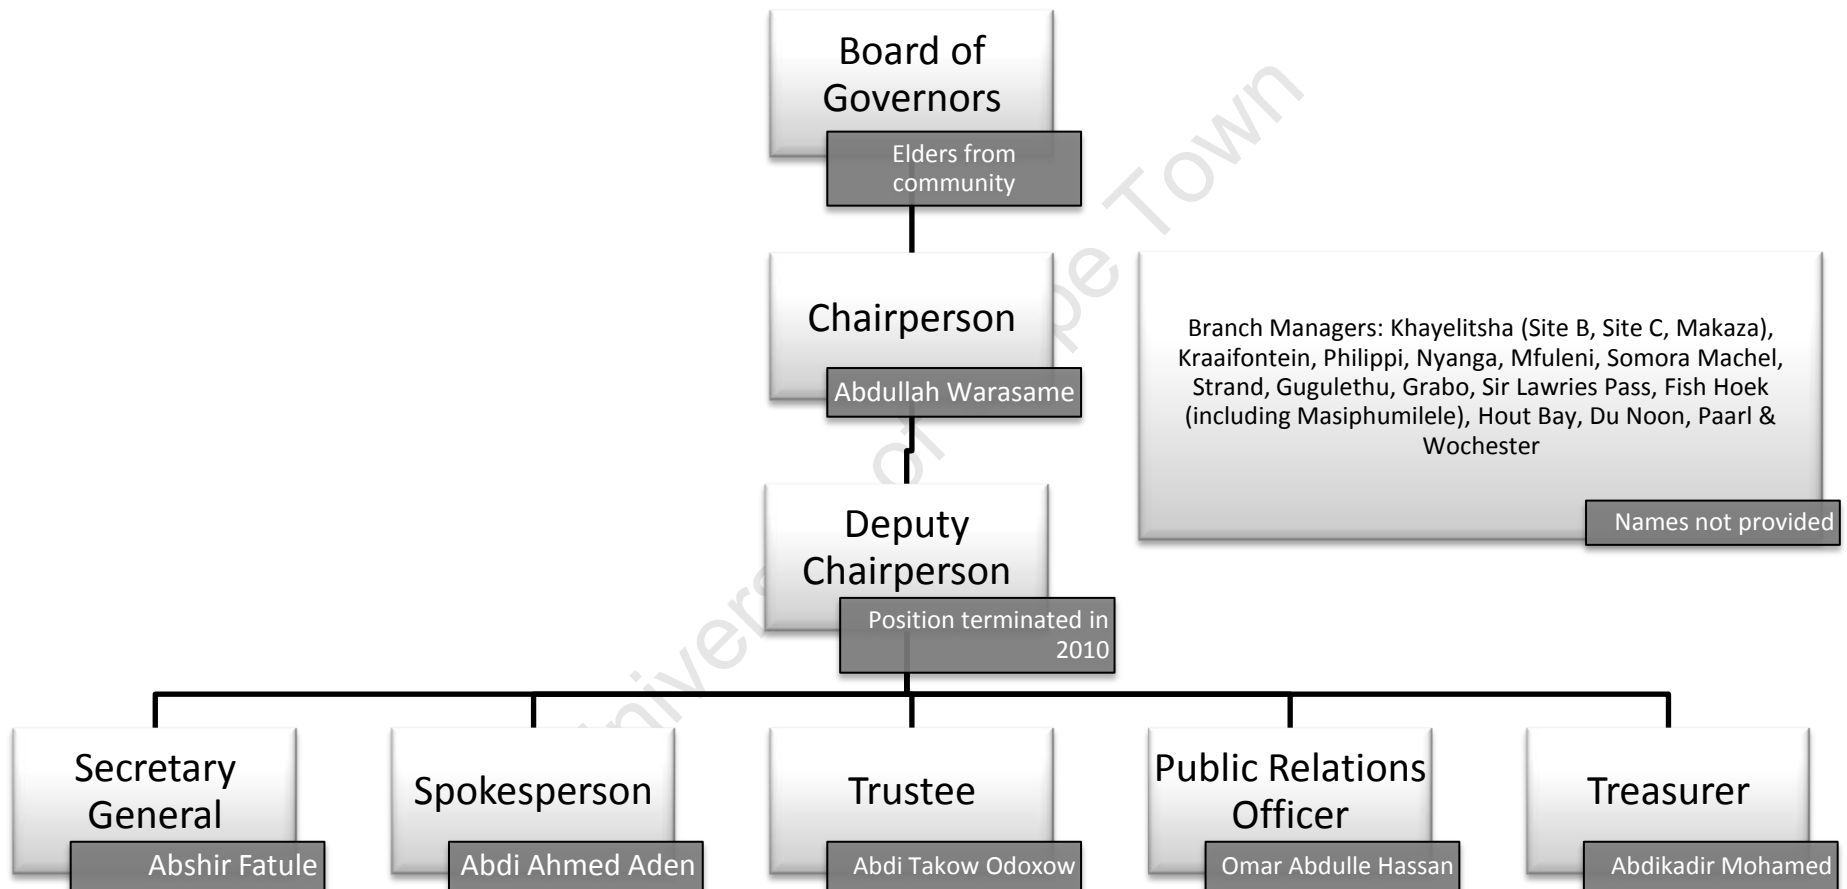 Board of
Governors
Elders from
community
Chairperson
Abdullah Warasame
Branch Managers: Khayelitsha (Site B, Site C, Makaza),
Kraaifontein, Philippi, Nyanga, Mfuleni, Somora Machel,
Strand, Gugulethu, Grabo, Sir Lawries Pass, Fish Hoek
(including Masiphumilele), Hout Bay, Du Noon, Paarl &
Wochester
Names not provided
Deputy
Chairperson
Position terminated in
2010
Secretary
General
Abshir Fatule
Spokesperson
Abdi Ahmed Aden
Trustee
Abdi Takow Odoxow
Public Relations
Officer
Omar Abdulle Hassan
Treasurer
Abdikadir Mohamed
of
Town